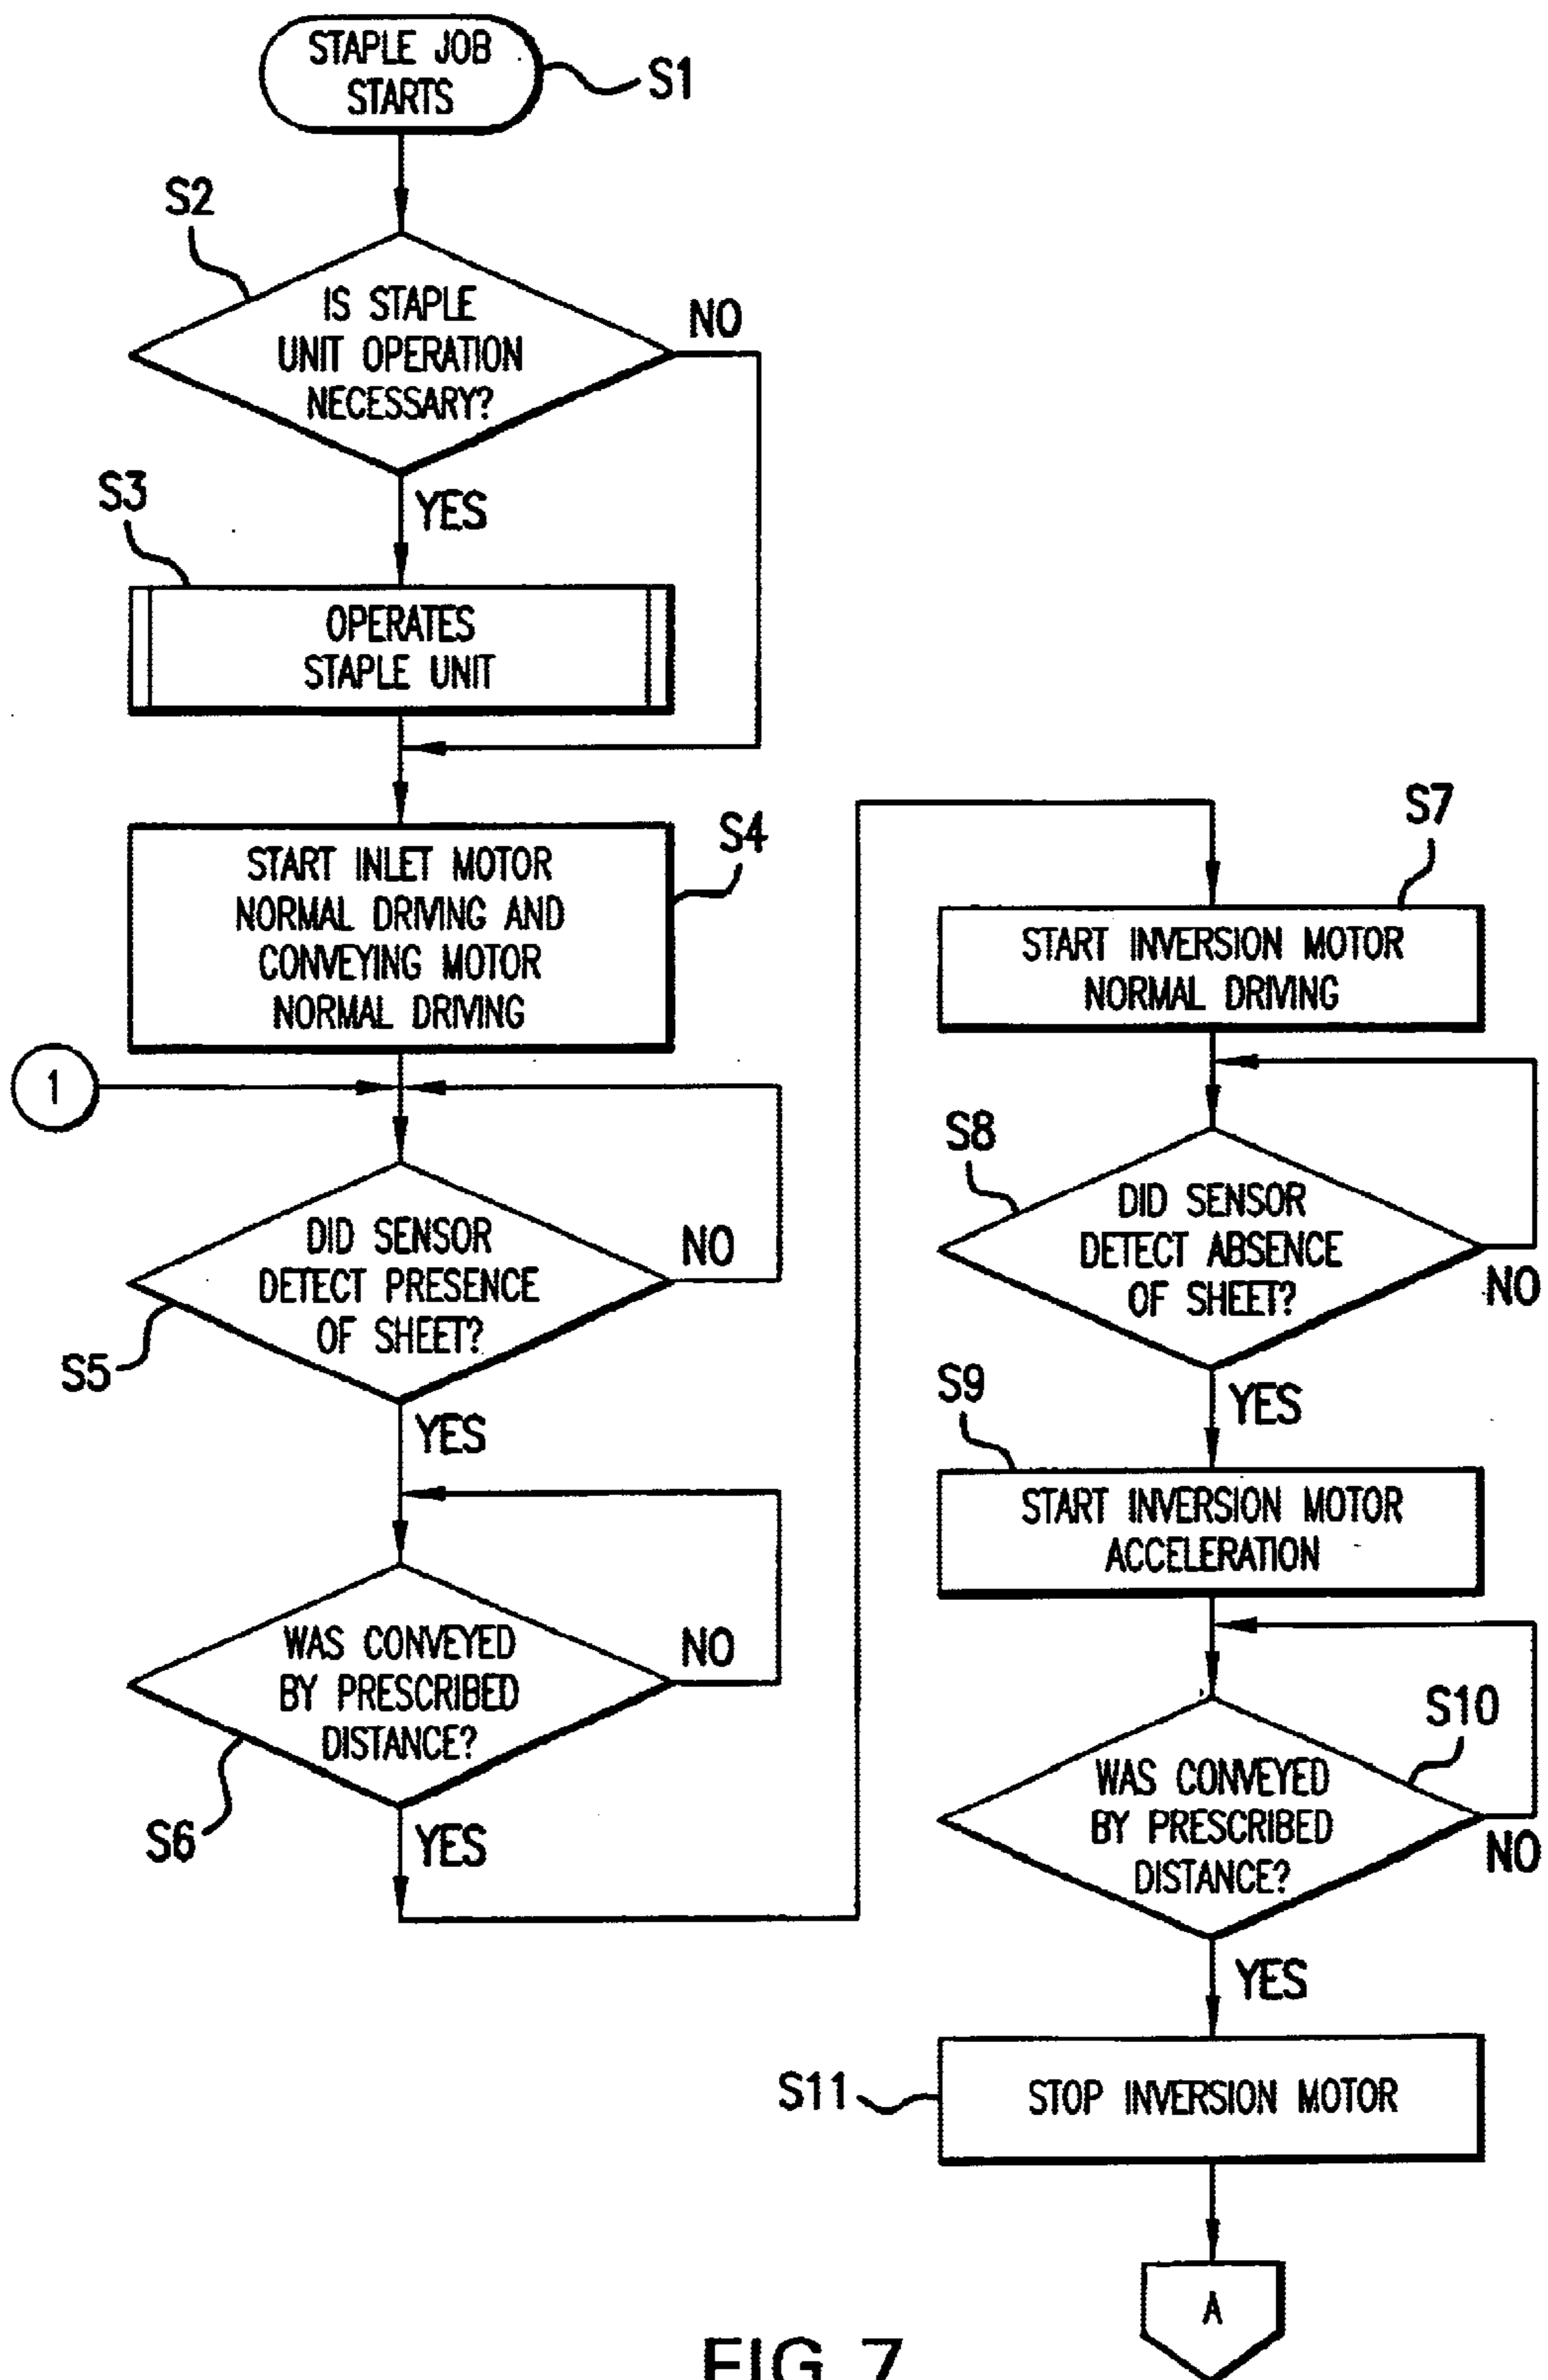 STAPLE JOB
STARTS
S1
S2
IS STAPLE
UNIT OPERATION
NECESSARY?
NO
YES
S3
OPERATES
STAPLE UNIT
S4
START INLET MOTOR
NORMAL DRIVING AND
CONVEYING MOTOR
NORMAL DRIVING
1
DID SENSOR
DETECT PRESENCE
OF SHEET?
NO
S5
YES
WAS CONVEYED
BY PRESCRIBED
DISTANCE?
NO
S6
YES
S7
START INVERSION MOTOR
NORMAL DRIVING
S8
DID SENSOR
DETECT ABSENCE
OF SHEET?
NO
YES
S9
START INVERSION MOTOR
ACCELERATION
S10
WAS CONVEYED
BY PRESCRIBED
DISTANCE?
NO
YES
S11
STOP INVERSION MOTOR
A
FIG. 7